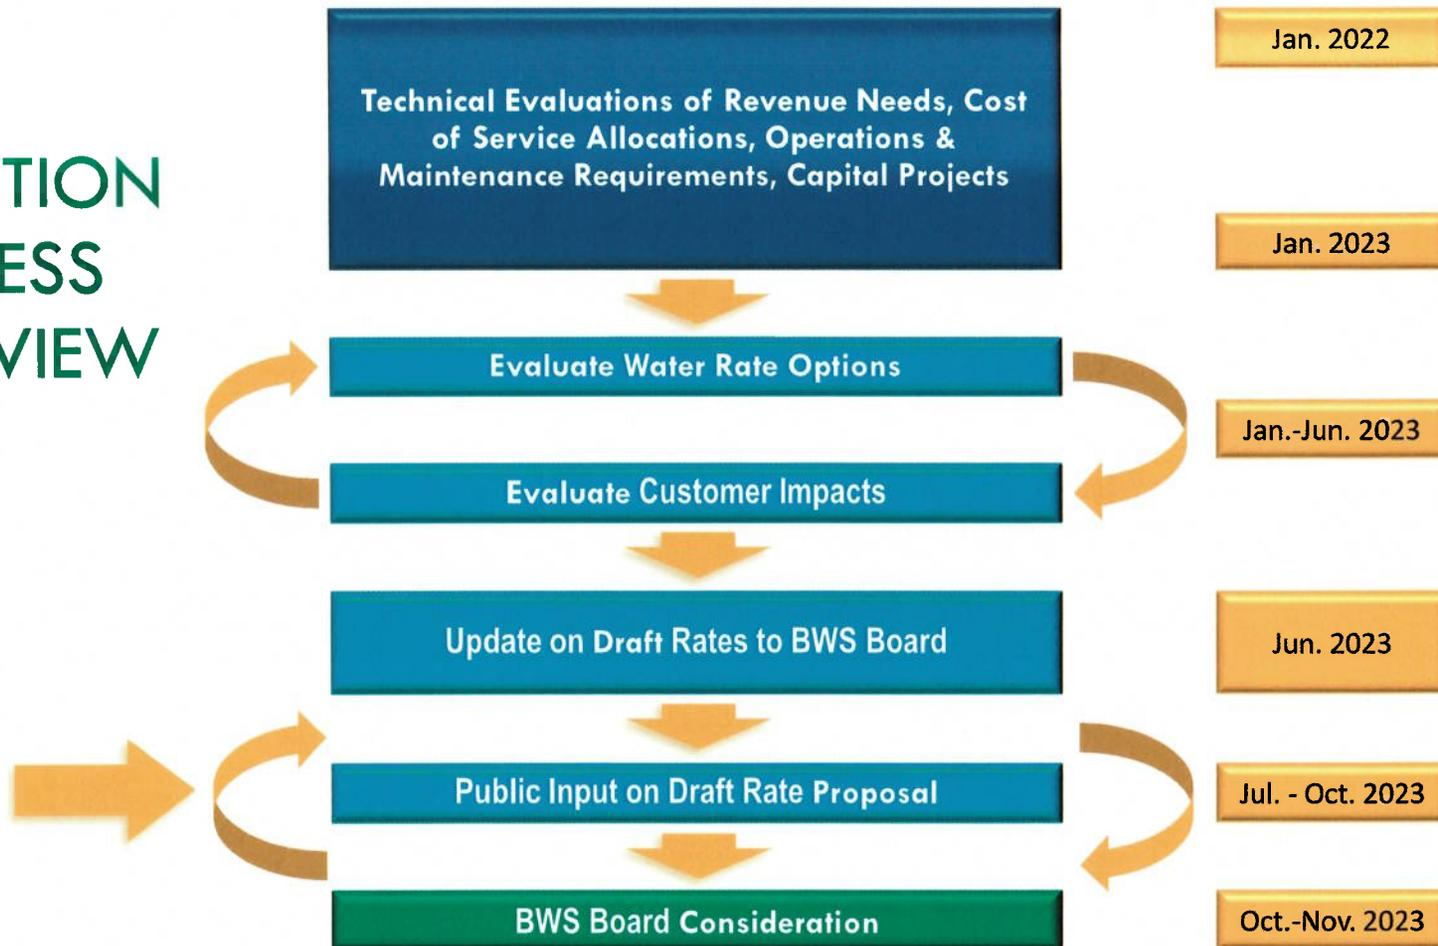 TION
ESS
VIEW
Technical Evaluations of Revenue Needs, Cost
of Service Allocations, Operations &
Maintenance Requirements, Capital Projects
Jan. 2022
Jan. 2023
Evaluate Water Rate Options
Jan.-Jun. 2023
Evaluate Customer Impacts
Update on Draft Rates to BWS Board
Jun. 2023
Public Input on Draft Rate Proposal
Jul. - Oct. 2023
BWS Board Consideration
Oct.-Nov. 2023